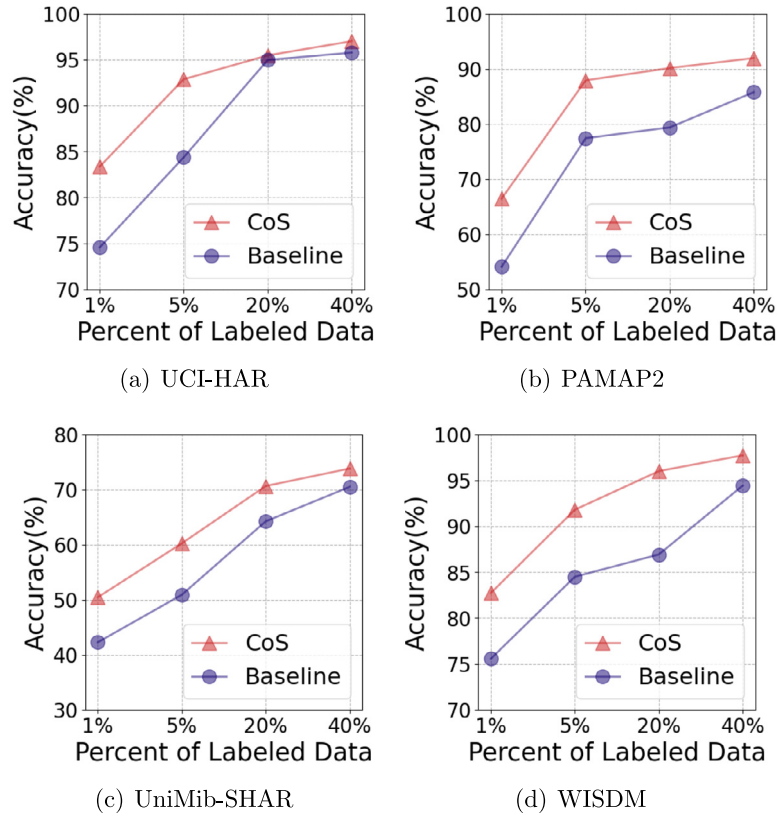 100
95
90
85
80
75
70
Accuracy(%)
CoS
Baseline
1% 5% 20% 40%
Percent of Labeled Data
(a) UCI-HAR
100
90
80
70
60
50
Accuracy(%)
CoS
Baseline
1% 5% 20% 40%
Percent of Labeled Data
(b) PAMAP2
80
70
60
50
40
30
Accuracy(%)
CoS
Baseline
1% 5% 20% 40%
Percent of Labeled Data
(c) UniMib-SHAR
100
95
90
85
80
75
70
Accuracy(%)
CoS
Baseline
1% 5% 20% 40%
Percent of Labeled Data
(d) WISDM